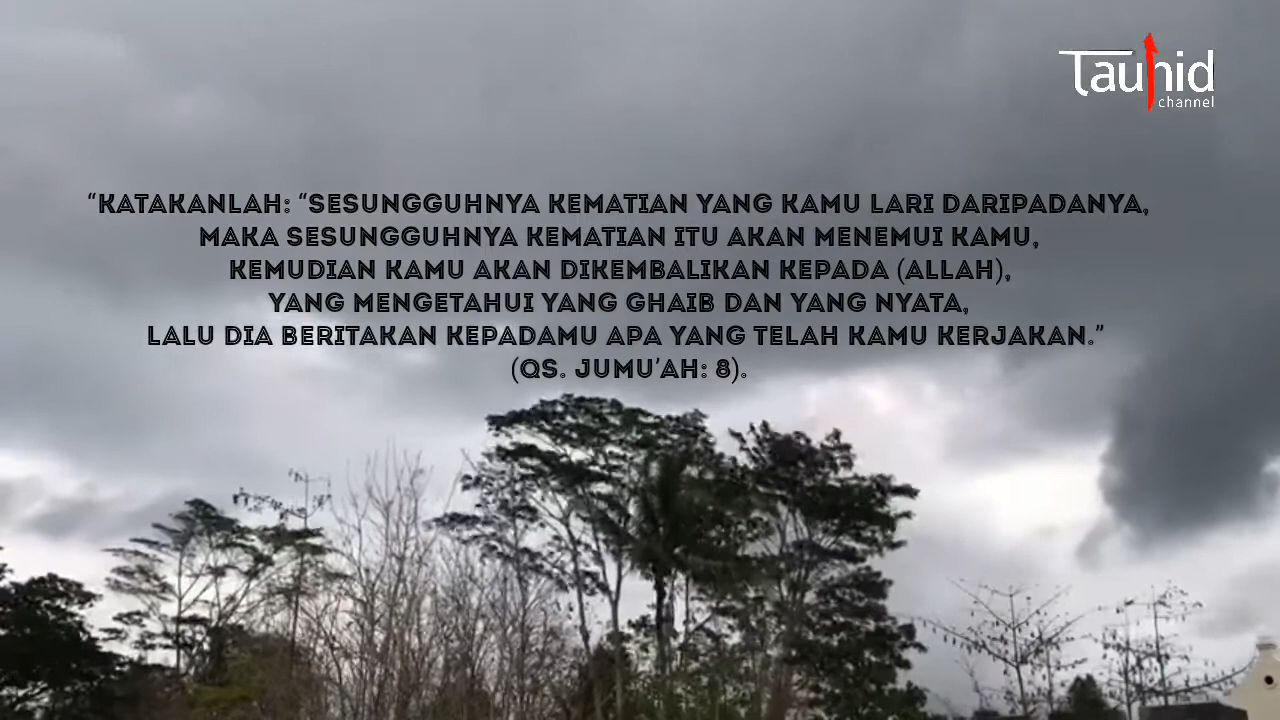 Tauhid
channel
“KATAKANLAH: “SESUNGGUHNYA KEMATIAN YANG KAMU LARI DARIPADANYA,
MAKA SESUNGGUHNYA KEMATIAN ITU AKAN MENEMUI KAMU,
KEMUDIAN KAMU AKAN DIKEMBALIKAN KEPADA (ALLAH),
YANG MENGETAHUI YANG GHAIB DAN YANG NYATA,
LALU DIA BERITAKAN KEPADAMU APA YANG TELAH KAMU KERJAKAN.”
(QS. JUMU’AH: 8).